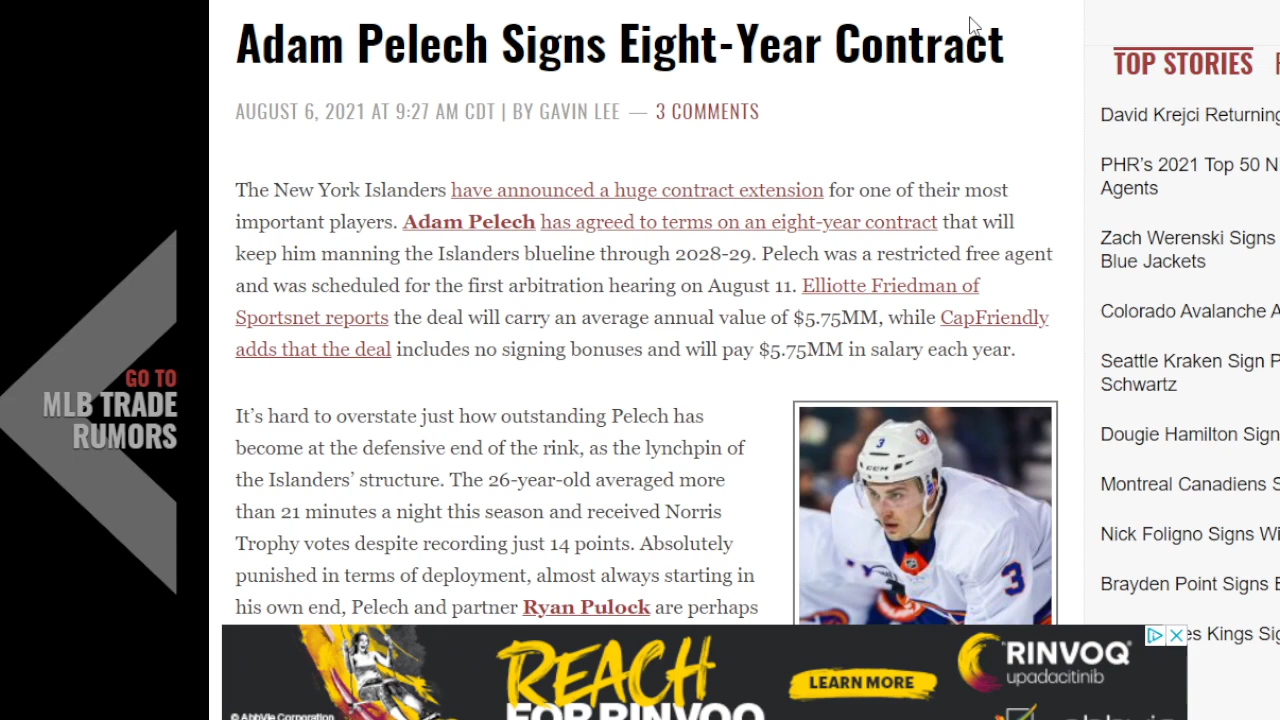 Adam Pelech Signs Eight-Year Contract
AUGUST 6, 2021 AT 9:27 AM CDT | BY GAVIN LEE — 3 COMMENTS
The New York Islanders have announced a huge contract extension for one of their most
important players. Adam Pelech has agreed to terms on an eight-year contract that will
keep him manning the Islanders blueline through 2028-29. Pelech was a restricted free agent
and was scheduled for the first arbitration hearing on August 11. Elliotte Friedman of
Sportsnet reports the deal will carry an average annual value of $5.75MM, while CapFriendly
adds that the deal includes no signing bonuses and will pay $5.75MM in salary each year.
It's hard to overstate just how outstanding Pelech has
become at the defensive end of the rink, as the lynchpin of
the Islanders' structure. The 26-year-old averaged more
than 21 minutes a night this season and received Norris
Trophy votes despite recording just 14 points. Absolutely
punished in terms of deployment, almost always starting in
his own end, Pelech and partner Ryan Pulock are perhaps
GO TO
MLB TRADE
RUMORS
3
CCM
3
TOP STORIES
David Krejci Returning
PHR's 2021 Top 50 N
Agents
Zach Werenski Signs
Blue Jackets
Colorado Avalanche A
Seattle Kraken Sign P
Schwartz
Dougie Hamilton Sign
Montreal Canadiens S
Nick Foligno Signs Wi
Brayden Point Signs E
es Kings Sig
REACH
FOR RINVOQ
LEARN MORE
RINVOQ
upadacitinib
© AbbVie Corporation
abbvie